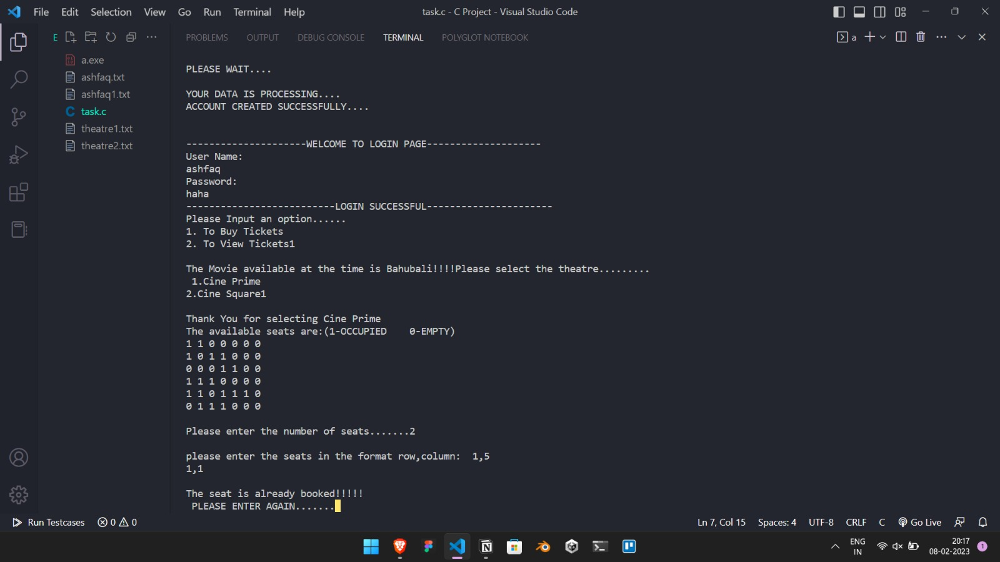 File Edit Selection View Go Run Terminal Help
task.c - C Project - Visual Studio Code
E
PROBLEMS OUTPUT DEBUG CONSOLE TERMINAL POLYGLOT NOTEBOOK
a
a.exe
ashfaq.txt
ashfaq1.txt
C task.c
theatre1.txt
theatre2.txt
PLEASE WAIT....
YOUR DATA IS PROCESSING....
ACCOUNT CREATED SUCCESSFULLY....
---------------------WELCOME TO LOGIN PAGE--------------------
User Name:
ashfaq
Password:
haha
--------------------------LOGIN SUCCESSFUL----------------------
Please Input an option......
1. To Buy Tickets
2. To View Tickets1
The Movie available at the time is Bahubali!!!!Please select the theatre.........
1.Cine Prime
2.Cine Square1
Thank You for selecting Cine Prime
The available seats are:(1-OCCUPIED    0-EMPTY)
1 1 0 0 0 0 0
1 0 1 1 0 0 0
0 0 0 1 1 0 0
1 1 1 0 0 0 0
1 1 0 1 1 1 0
0 1 1 1 0 0 0
Please enter the number of seats.......2
please enter the seats in the format row,column:  1,5
1,1
The seat is already booked!!!!!
PLEASE ENTER AGAIN.......
Run Testcases 0 0
Ln 7, Col 15 Spaces: 4 UTF-8 CRLF C Go Live
ENG
IN
20:17
08-02-2023
1